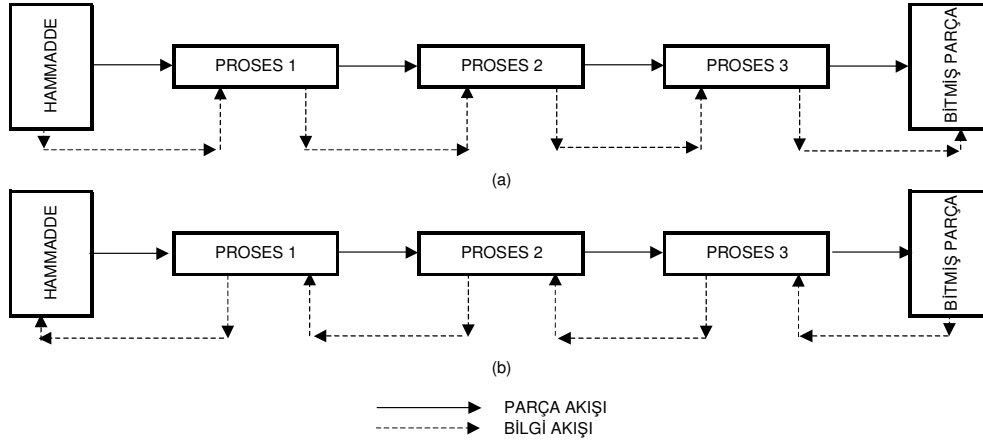 HAMMADDE
PROSES 1
PROSES 2
PROSES 3
BİTMİŞ PARÇA
(a)
HAMMADDE
PROSES 1
PROSES 2
PROSES 3
BİTMİŞ PARÇA
(b)
PARÇA AKIŞI
BİLGİ AKIŞI